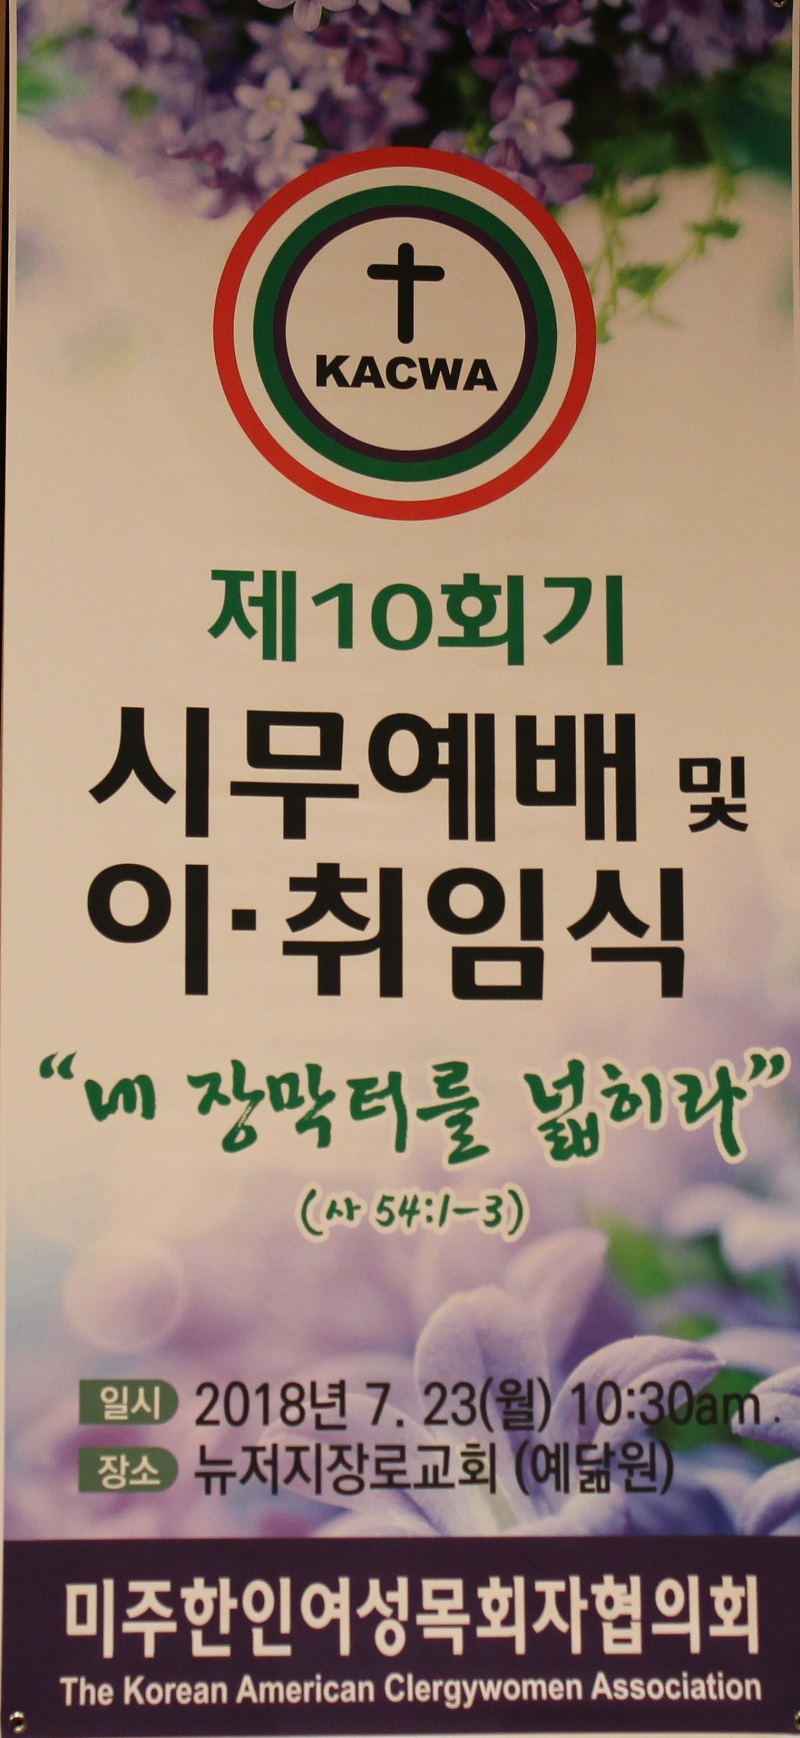 KACWA
제10회기
시무예배 및
이·취임식
“네 장막터를 넓히라”
(사 54:1-3)
일시 2018년 7. 23(월) 10:30am.
장소 뉴저지장로교회 (예닮원)
미주한인여성목회자협의회
The Korean American Clergywomen Association